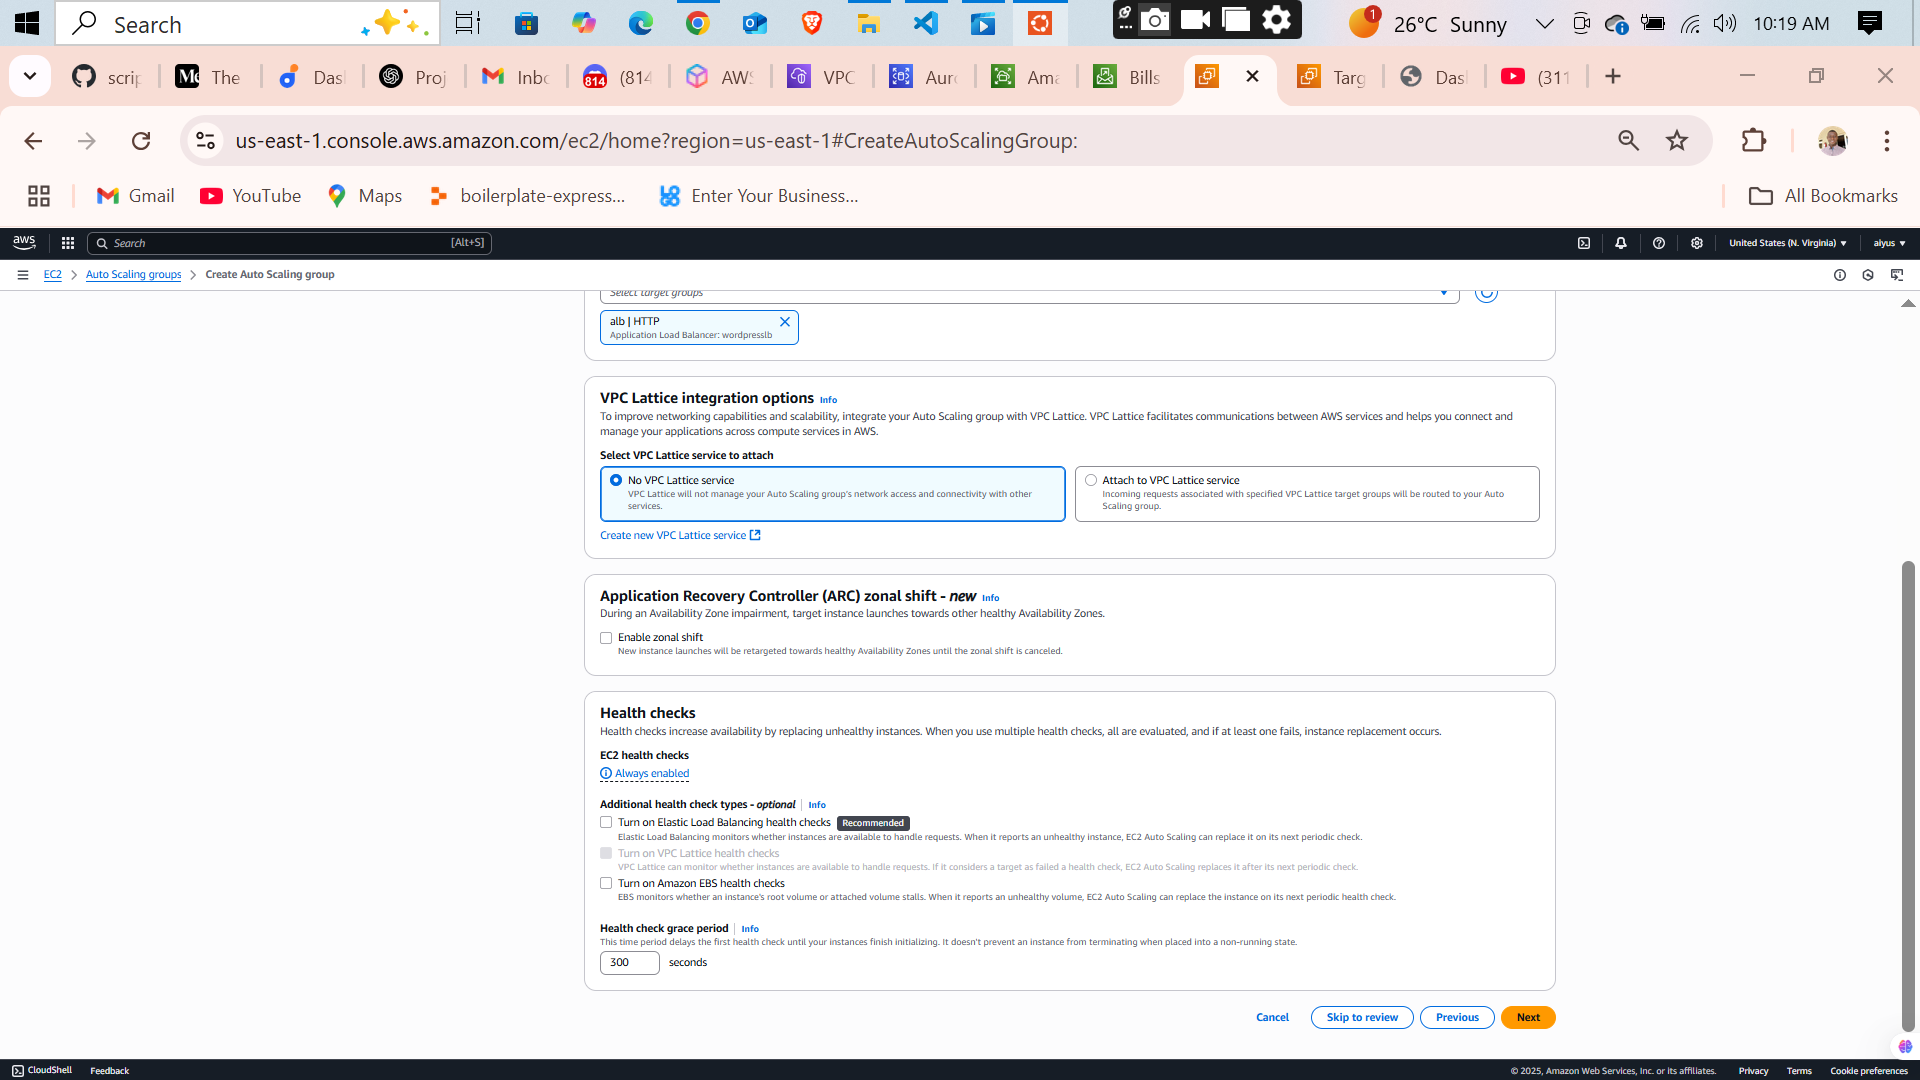 Search
1
26°C Sunny
10:19 AM
scrip
The
Das
Proj
Inbo
814
(814
AWS
VPC
Auro
Ama
Bills
Targ
Das
(311
us-east-1.console.aws.amazon.com/ec2/home?region=us-east-1#CreateAutoScalingGroup:
Gmail
YouTube
Maps
boilerplate-express...
Enter Your Business...
All Bookmarks
aws
Search
[Alt+S]
United States (N. Virginia)
aiyus
EC2
Auto Scaling groups
Create Auto Scaling group
Select target groups
alb | HTTP
Application Load Balancer: wordpresslb
VPC Lattice integration options Info
To improve networking capabilities and scalability, integrate your Auto Scaling group with VPC Lattice. VPC Lattice facilitates communications between AWS services and helps you connect and
manage your applications across compute services in AWS.
Select VPC Lattice service to attach
No VPC Lattice service
VPC Lattice will not manage your Auto Scaling group's network access and connectivity with other
services.
Attach to VPC Lattice service
Incoming requests associated with specified VPC Lattice target groups will be routed to your Auto
Scaling group.
Create new VPC Lattice service
Application Recovery Controller (ARC) zonal shift - new Info
During an Availability Zone impairment, target instance launches towards other healthy Availability Zones.
Enable zonal shift
New instance launches will be retargeted towards healthy Availability Zones until the zonal shift is canceled.
Health checks
Health checks increase availability by replacing unhealthy instances. When you use multiple health checks, all are evaluated, and if at least one fails, instance replacement occurs.
EC2 health checks
Always enabled
Additional health check types - optional Info
Turn on Elastic Load Balancing health checks Recommended
Elastic Load Balancing monitors whether instances are available to handle requests. When it reports an unhealthy instance, EC2 Auto Scaling can replace it on its next periodic check.
Turn on VPC Lattice health checks
VPC Lattice can monitor whether instances are available to handle requests. If it considers a target as failed a health check, EC2 Auto Scaling replaces it after its next periodic check.
Turn on Amazon EBS health checks
EBS monitors whether an instance's root volume or attached volume stalls. When it reports an unhealthy volume, EC2 Auto Scaling can replace the instance on its next periodic health check.
Health check grace period Info
This time period delays the first health check until your instances finish initializing. It doesn't prevent an instance from terminating when placed into a non-running state.
300 seconds
Cancel
Skip to review
Previous
Next
CloudShell
Feedback
© 2025, Amazon Web Services, Inc. or its affiliates.
Privacy
Terms
Cookie preferences